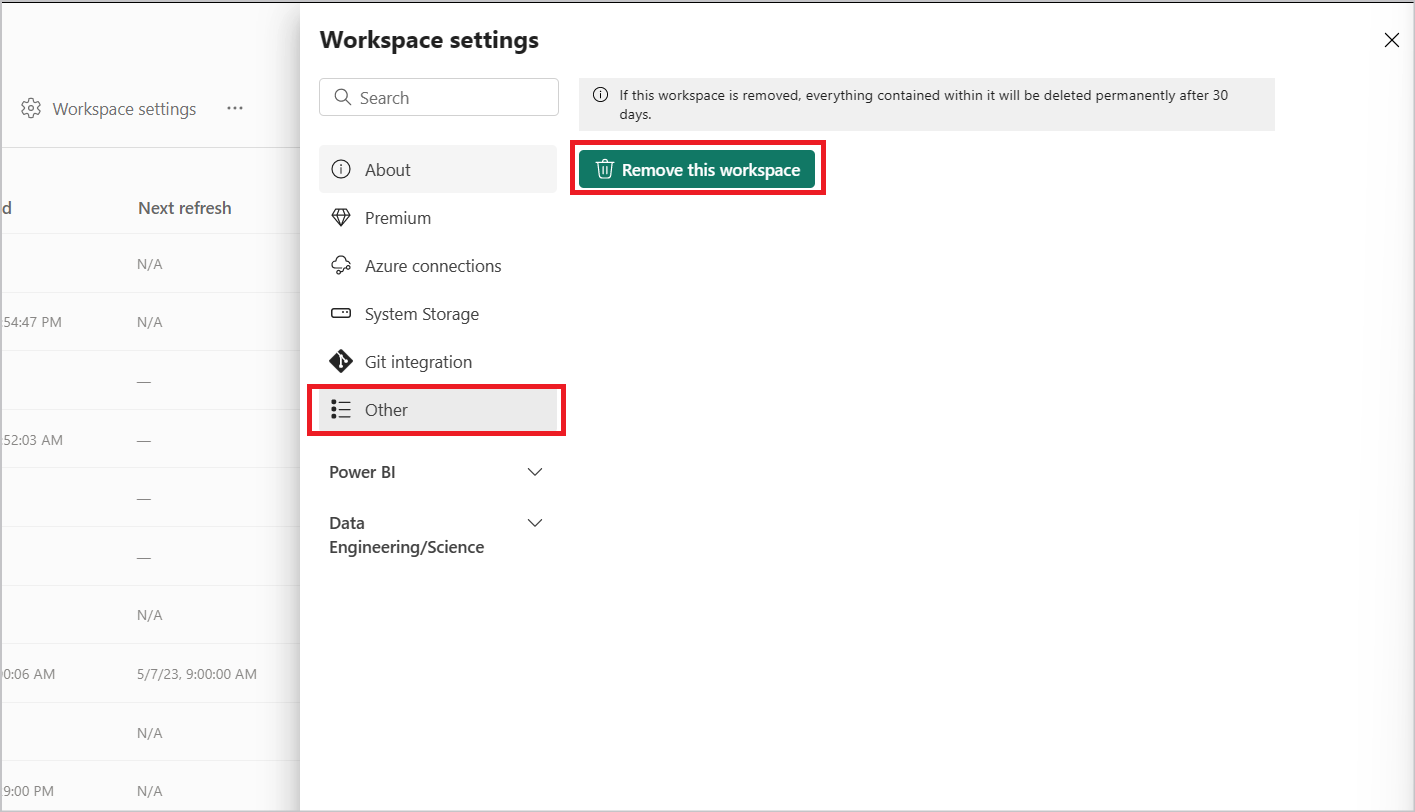 Workspace settings
Workspace settings
Search
If this workspace is removed, everything contained within it will be deleted permanently after 30
days.
Remove this workspace
About
Premium
Azure connections
System Storage
Git integration
Other
Power BI
Data
Engineering/Science
d Next refresh
N/A
:54:47 PM N/A
—
:52:03 AM —
—
—
N/A
00:06 AM 5/7/23, 9:00:00 AM
N/A
9:00 PM N/A